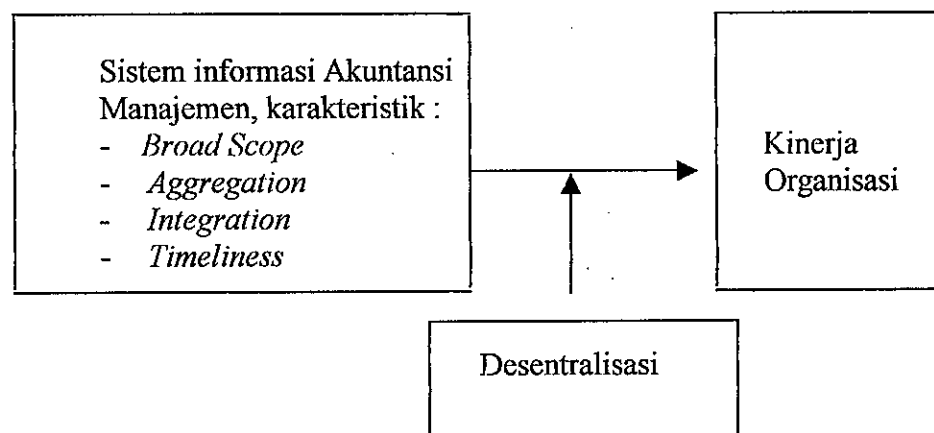 Sistem informasi Akuntansi
Manajemen, karakteristik :
- Broad Scope
- Aggregation
- Integration
- Timeliness
Kinerja
Organisasi
Desentralisasi